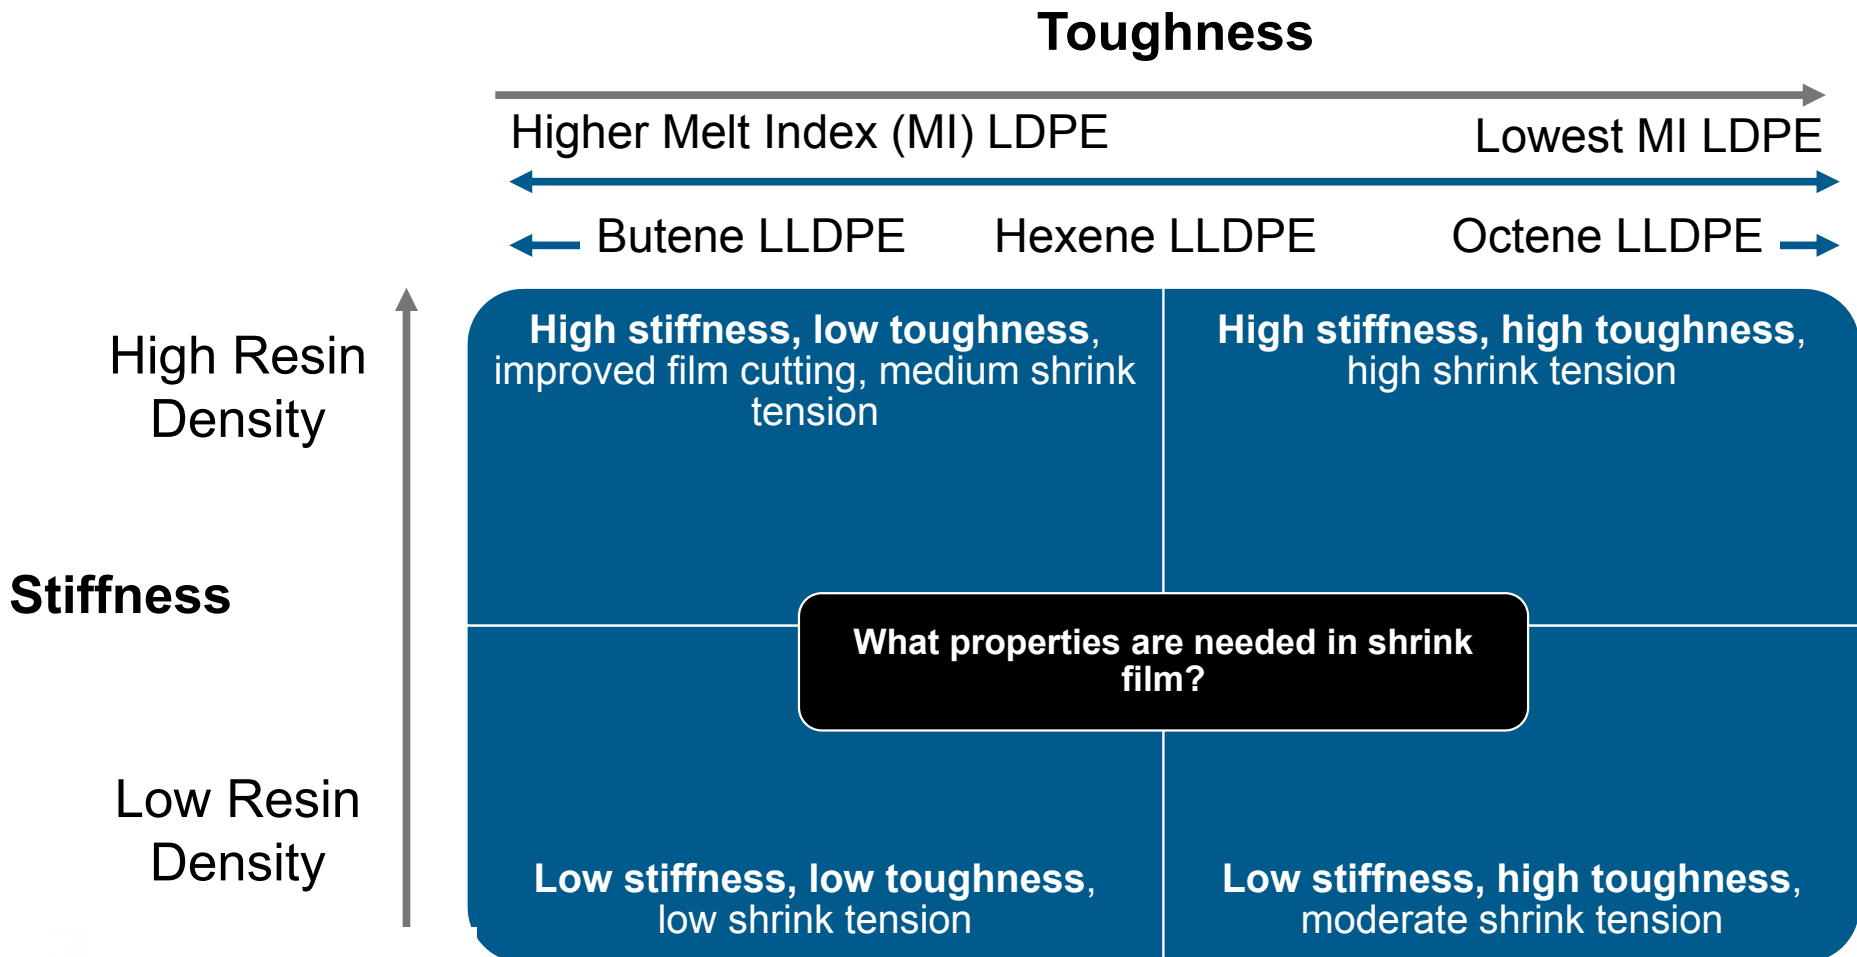 Toughness
Higher Melt Index (MI) LDPE
Lowest MI LDPE
Butene LLDPE
Hexene LLDPE
Octene LLDPE
High Resin
Density
Stiffness
Low Resin
Density
High stiffness, low toughness,
improved film cutting, medium shrink
tension
High stiffness, high toughness,
high shrink tension
What properties are needed in shrink
film?
Low stiffness, low toughness,
low shrink tension
Low stiffness, high toughness,
moderate shrink tension